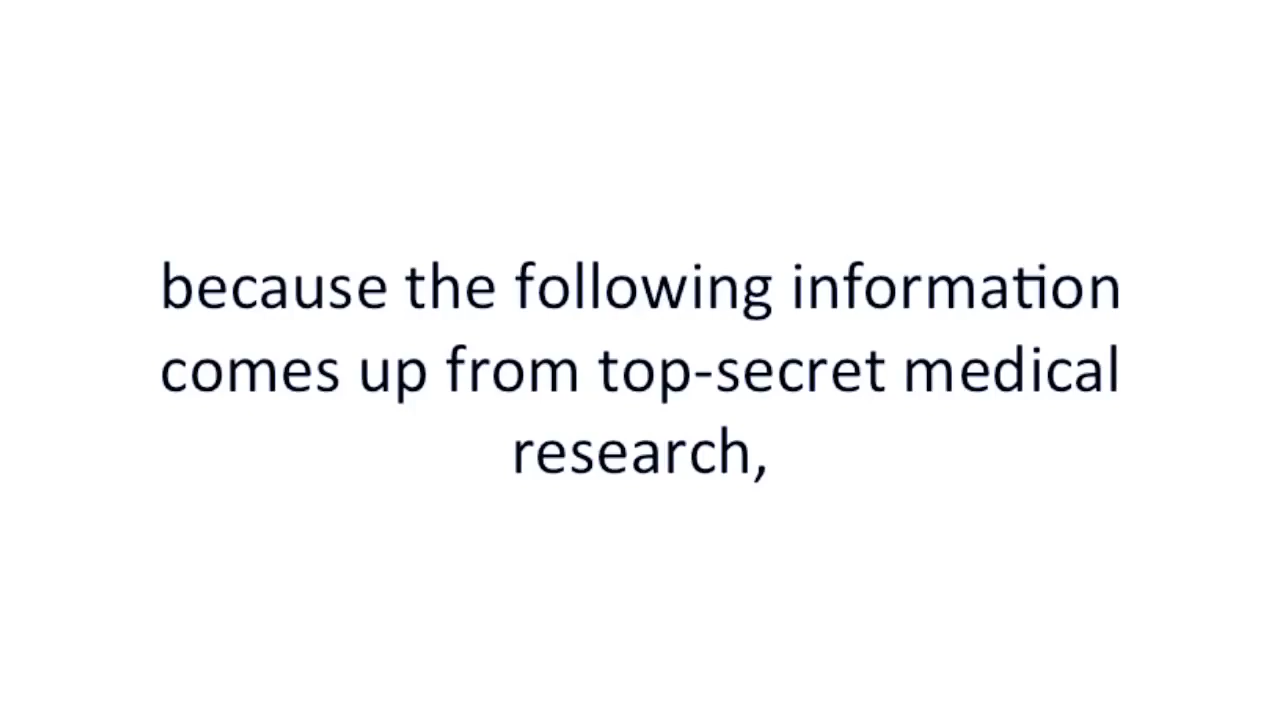 because the following information
comes up from top-secret medical
research,